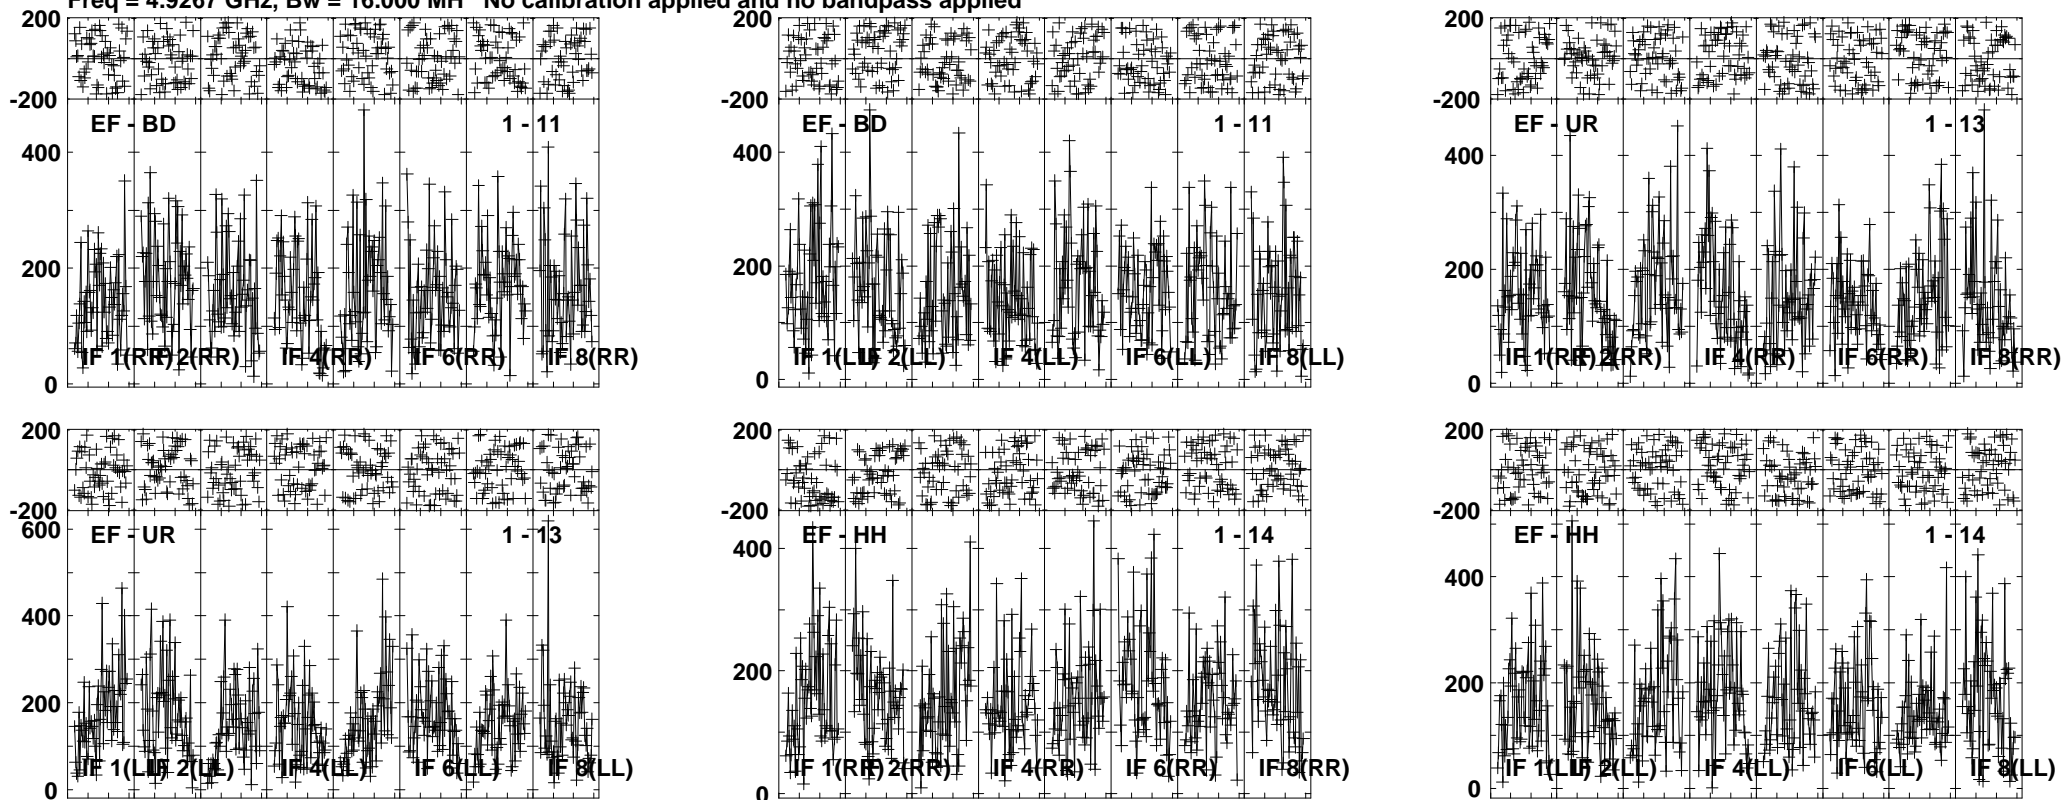 Freq = 4.9267 GHz, Bw = 16.000 MH No calibration applied and no bandpass applied
200
-200
EF - BD 1 - 11
400
200
0
IF 1(RR) IF 2(RR) IF 4(RR) IF 6(RR) IF 8(RR)
200
-200
EF - BD 1 - 11
400
200
0
IF 1(LL) IF 2(LL) IF 4(LL) IF 6(LL) IF 8(LL)
200
-200
EF - UR 1 - 13
400
200
0
IF 1(RR) IF 2(RR) IF 4(RR) IF 6(RR) IF 8(RR)
200
-200
600
EF - UR 1 - 13
400
200
0
IF 1(LL) IF 2(LL) IF 4(LL) IF 6(LL) IF 8(LL)
200
-200
EF - HH 1 - 14
400
200
0
IF 1(RR) IF 2(RR) IF 4(RR) IF 6(RR) IF 8(RR)
200
-200
EF - HH 1 - 14
400
200
0
IF 1(LL) IF 2(LL) IF 4(LL) IF 6(LL) IF 8(LL)